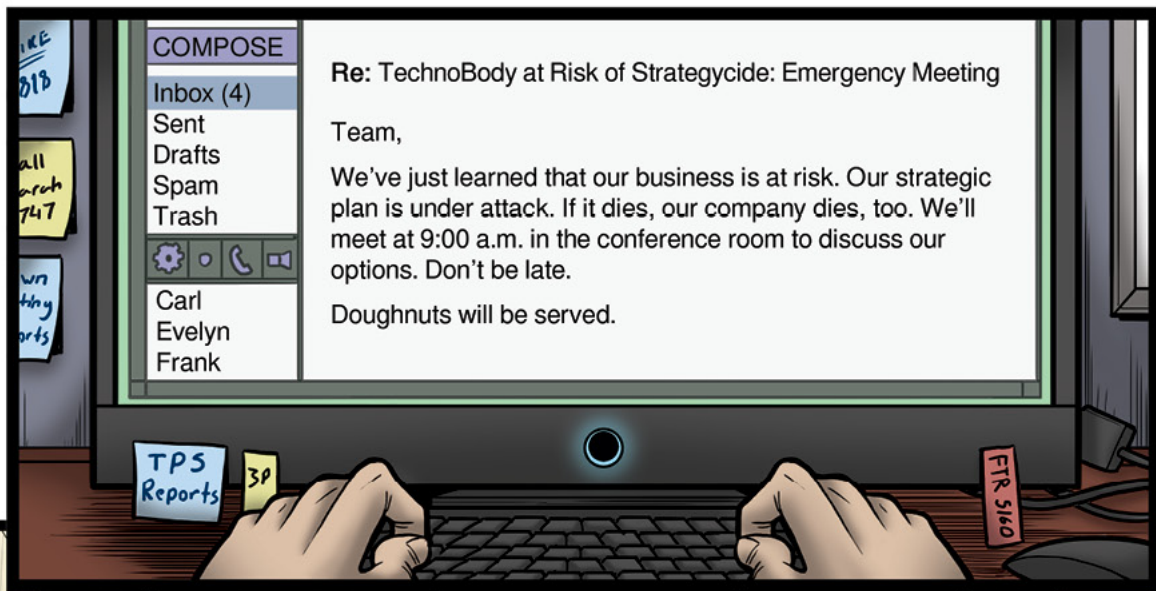 818
COMPOSE
Inbox (4)
Sent
Drafts
Spam
Trash
Carl
Evelyn
Frank
Re: TechnoBody at Risk of Strategycide: Emergency Meeting
Team,
We've just learned that our business is at risk. Our strategic
plan is under attack. If it dies, our company dies, too. We'll
meet at 9:00 a.m. in the conference room to discuss our
options. Don't be late.
Doughnuts will be served.
747
TPS
Reports
3P
FTR 5160